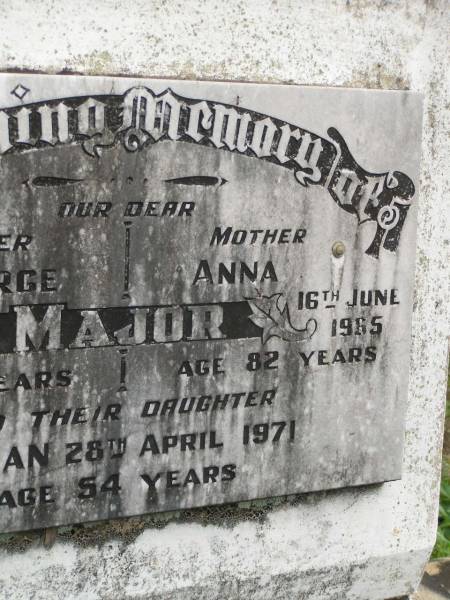 ing Memory of
OUR DEAR
ER MOTHER
RGE ANNA
MAJOR 16TH JUNE 1965
EARS AGE 82 YEARS
THEIR DAUGHTER
AN 28TH APRIL 1971
AGE 54 YEARS